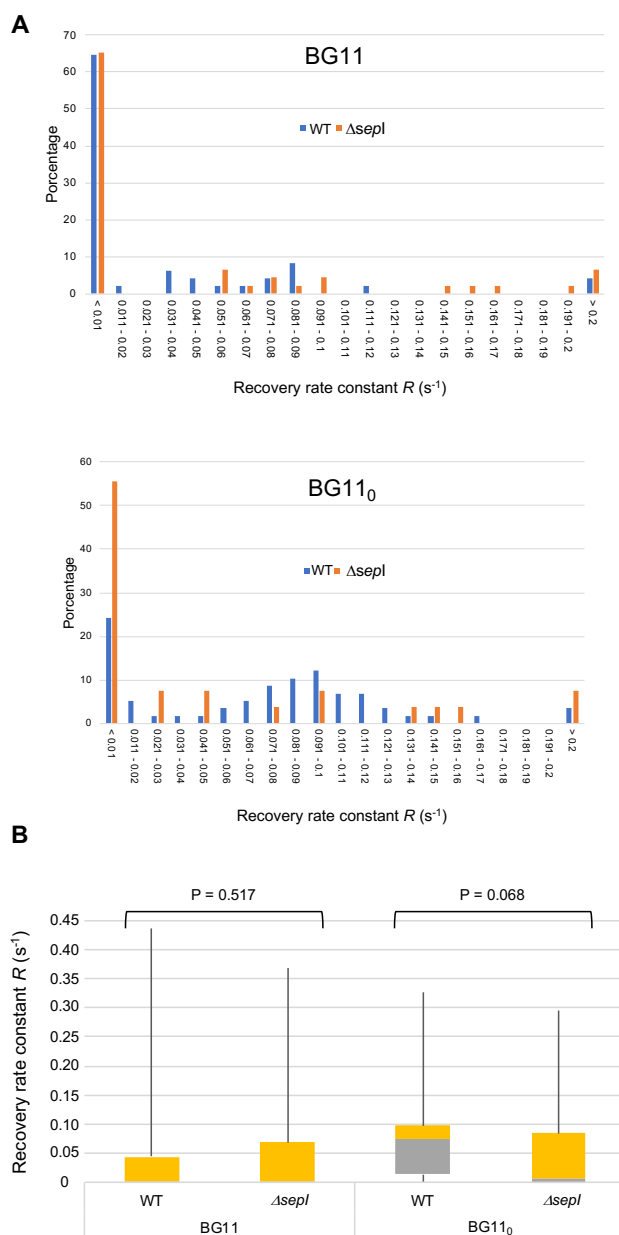 A
BG11
Porcentage
70
60
50
40
30
20
10
0
WT ΔsepI
< 0.01
0.011 - 0.02
0.021 - 0.03
0.031 - 0.04
0.041 - 0.05
0.051 - 0.06
0.061 - 0.07
0.071 - 0.08
0.081 - 0.09
0.091 - 0.1
0.101 - 0.11
0.111 - 0.12
0.121 - 0.13
0.131 - 0.14
0.141 - 0.15
0.151 - 0.16
0.161 - 0.17
0.171 - 0.18
0.181 - 0.19
0.191 - 0.2
> 0.2
Recovery rate constant R (s-1)
BG110
Porcentage
60
50
40
30
20
10
0
WT ΔsepI
< 0.01
0.011 - 0.02
0.021 - 0.03
0.031 - 0.04
0.041 - 0.05
0.051 - 0.06
0.061 - 0.07
0.071 - 0.08
0.081 - 0.09
0.091 - 0.1
0.101 - 0.11
0.111 - 0.12
0.121 - 0.13
0.131 - 0.14
0.141 - 0.15
0.151 - 0.16
0.161 - 0.17
0.171 - 0.18
0.181 - 0.19
0.191 - 0.2
> 0.2
Recovery rate constant R (s-1)
B
P = 0.517 P = 0.068
Recovery rate constant R (s-1)
0.45
0.40
0.35
0.30
0.25
0.20
0.15
0.10
0.05
0
WT ΔsepI WT ΔsepI
BG11 BG110